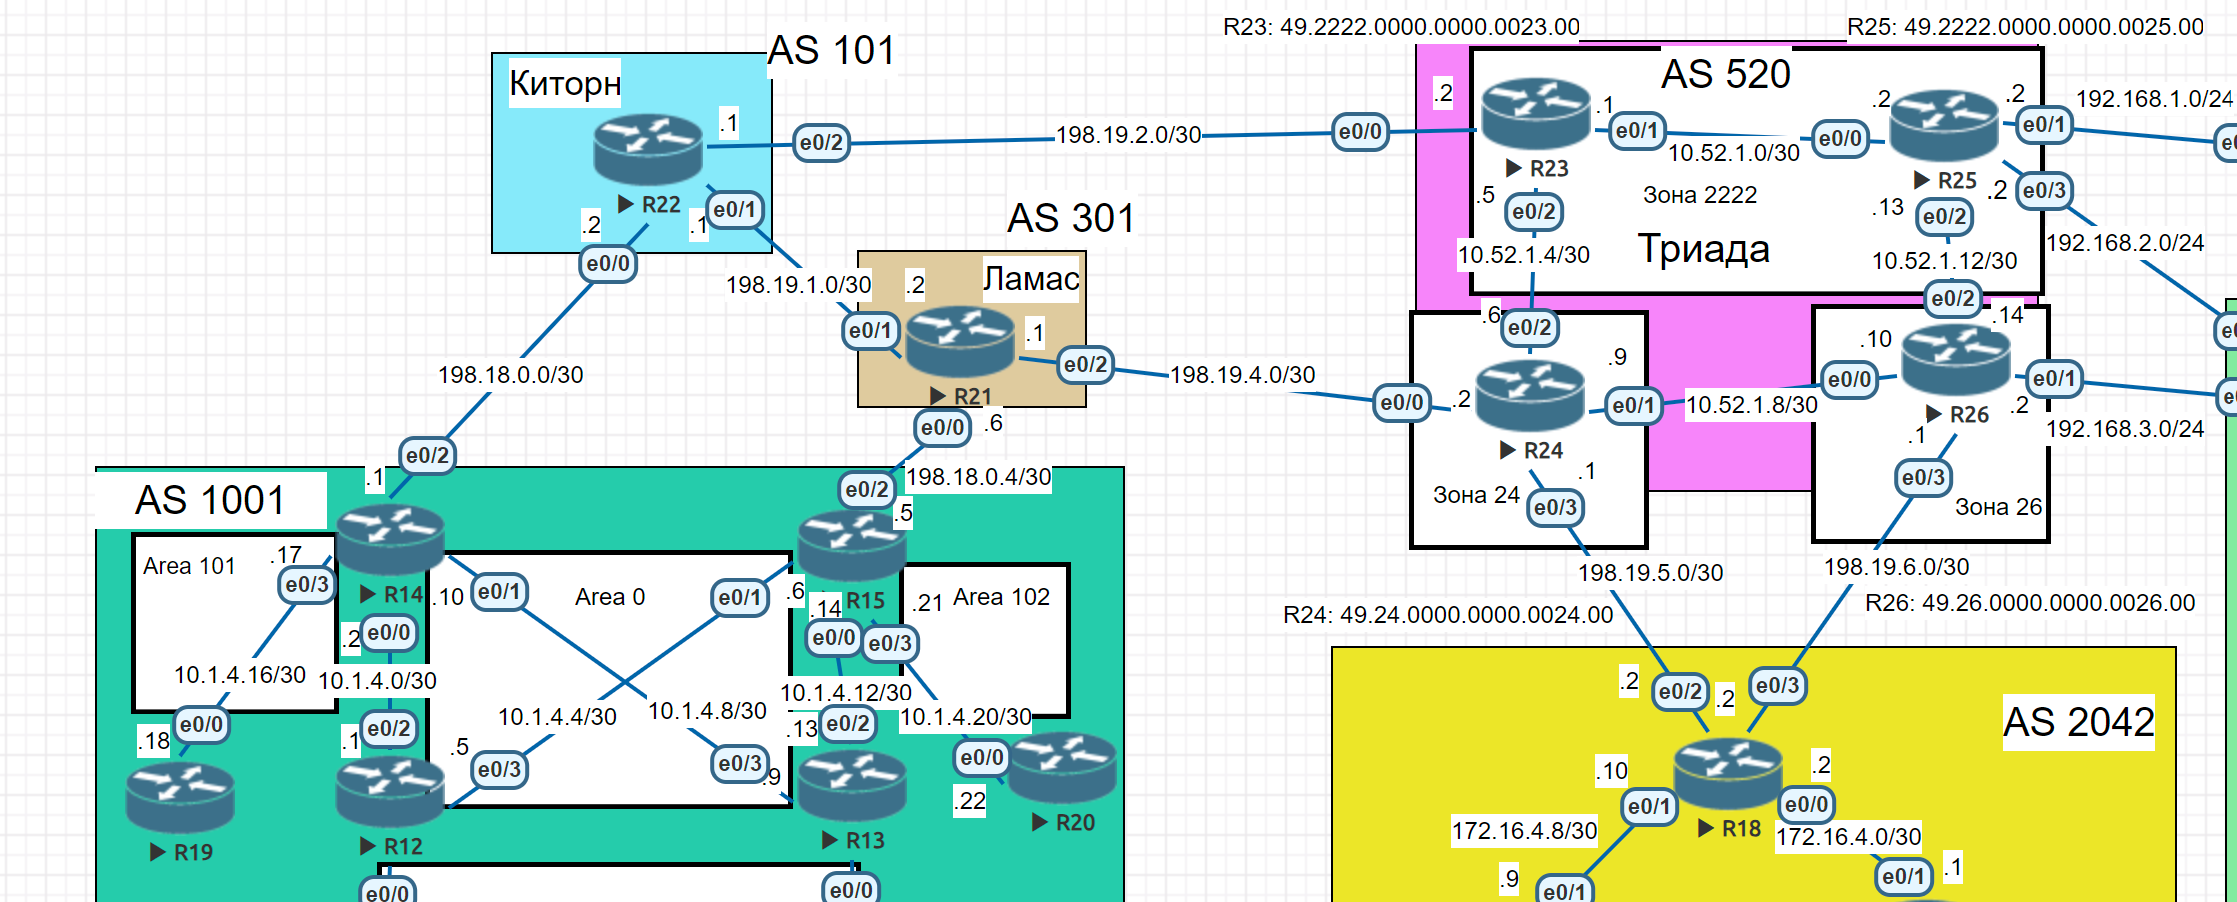 R23: 49.2222.0000.0000.0023.00
R25: 49.2222.0000.0000.0025.00
AS 101
Киторн
.1
e0/2
198.19.2.0/30
e0/0
.2
R22
.2
.1
e0/1
e0/0
AS 520
.1
e0/1
10.52.1.0/30
e0/0
.2
.2
e0/1
192.168.1.0/24
R23
R25
.5
e0/2
Зона 2222
.13
e0/2
.2
e0/3
10.52.1.4/30
Триада
10.52.1.12/30
192.168.2.0/24
AS 301
Ламас
198.19.1.0/30
.2
e0/1
.1
e0/2
198.19.4.0/30
R21
e0/0
.6
198.18.0.4/30
198.18.0.0/30
e0/0
.2
.6
e0/2
.9
e0/1
R24
10.52.1.8/30
e0/2
.14
.10
e0/0
e0/1
.2
R26
192.168.3.0/24
.1
e0/3
Зона 24
.1
e0/3
Зона 26
198.19.5.0/30
198.19.6.0/30
R24: 49.24.0000.0000.0024.00
R26: 49.26.0000.0000.0026.00
AS 1001
e0/2
.1
e0/2
.5
Area 101
.17
e0/3
R14
.10
e0/1
Area 0
e0/1
.6
R15
.14
e0/0
e0/3
.21
Area 102
.2
e0/0
10.1.4.16/30
10.1.4.0/30
10.1.4.4/30
10.1.4.8/30
10.1.4.12/30
10.1.4.20/30
.18
e0/0
.1
e0/2
.5
e0/3
e0/3
.9
.13
e0/2
e0/0
.22
R19
R12
R13
R20
e0/0
e0/0
AS 2042
.2
e0/2
.2
e0/3
.10
e0/1
R18
.2
e0/0
172.16.4.8/30
172.16.4.0/30
.9
e0/1
e0/1
.1